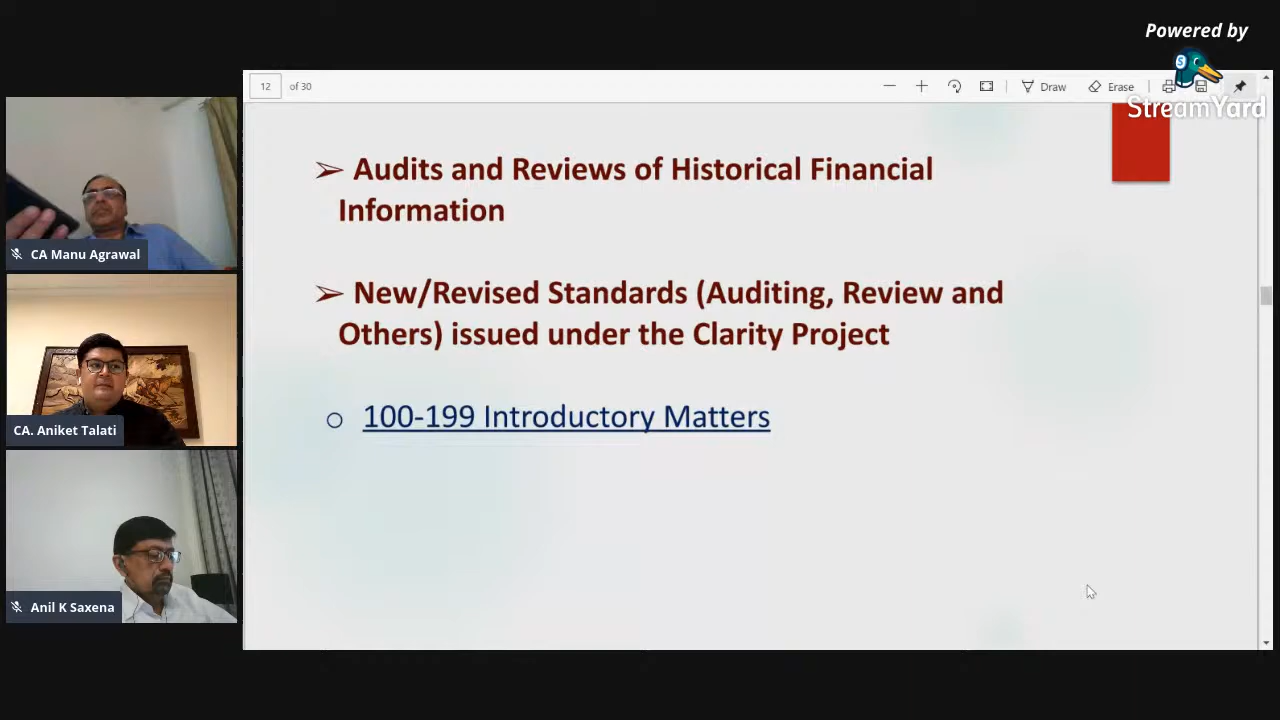 Powered by
StreamYard
12 of 30
Draw
Erase
➢ Audits and Reviews of Historical Financial
Information
➢ New/Revised Standards (Auditing, Review and
Others) issued under the Clarity Project
○ 100-199 Introductory Matters
CA Manu Agrawal
CA. Aniket Talati
Anil K Saxena